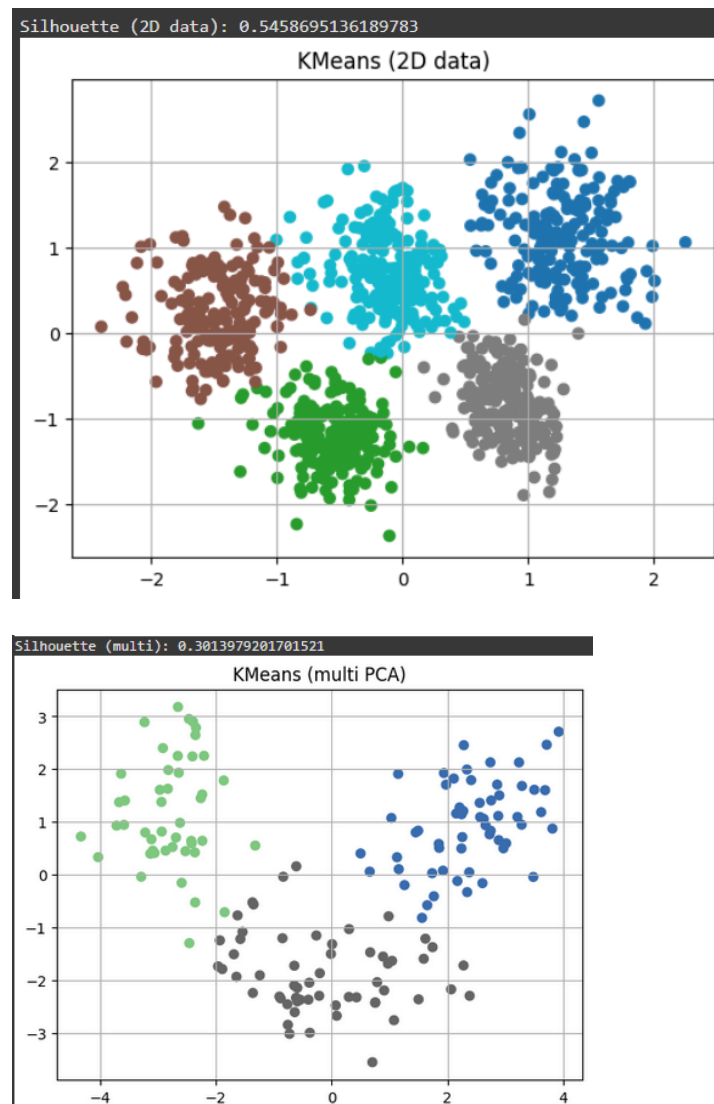 Silhouette (2D data): 0.5458695136189783
KMeans (2D data)
2
1
0
−1
−2
−2 −1 0 1 2
Silhouette (multi): 0.3013979201701521
KMeans (multi PCA)
3
2
1
0
−1
−2
−3
−4 −2 0 2 4